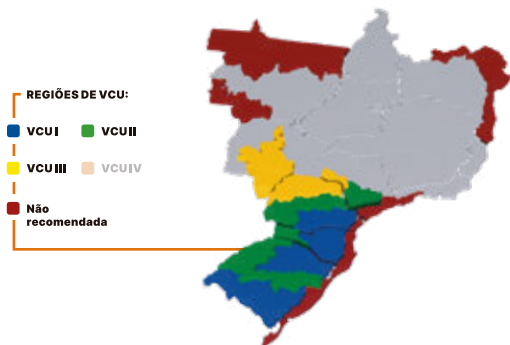 REGIÕES DE VCU:
VCU I
VCU II
VCU III
VCU IV
Não
recomendada